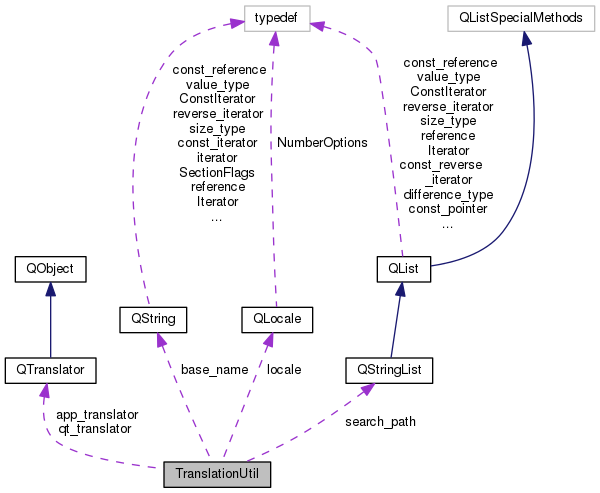 typedef
QListSpecialMethods
const_reference
value_type
ConstIterator
reverse_iterator
size_type
const_iterator
iterator
SectionFlags
reference
Iterator
...
NumberOptions
const_reference
value_type
ConstIterator
reverse_iterator
size_type
reference
Iterator
const_reverse
_iterator
difference_type
const_pointer
...
QObject
QList
QString
QLocale
QTranslator
QStringList
base_name
locale
app_translator
qt_translator
search_path
TranslationUtil